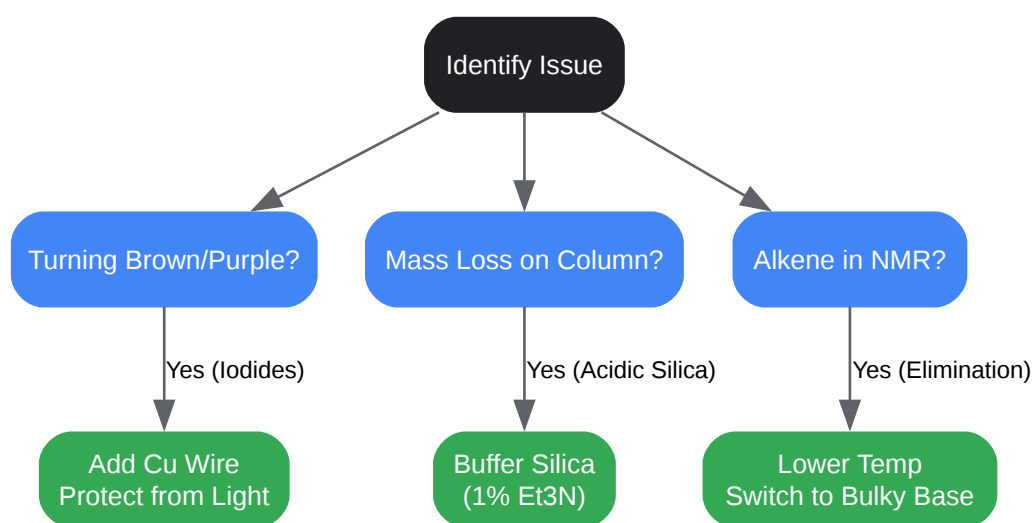 Identify Issue
Turning Brown/Purple?
Mass Loss on Column?
Alkene in NMR?
Yes (Iodides)
Yes (Acidic Silica)
Yes (Elimination)
Add Cu Wire
Protect from Light
Buffer Silica
(1% Et3N)
Lower Temp
Switch to Bulky Base